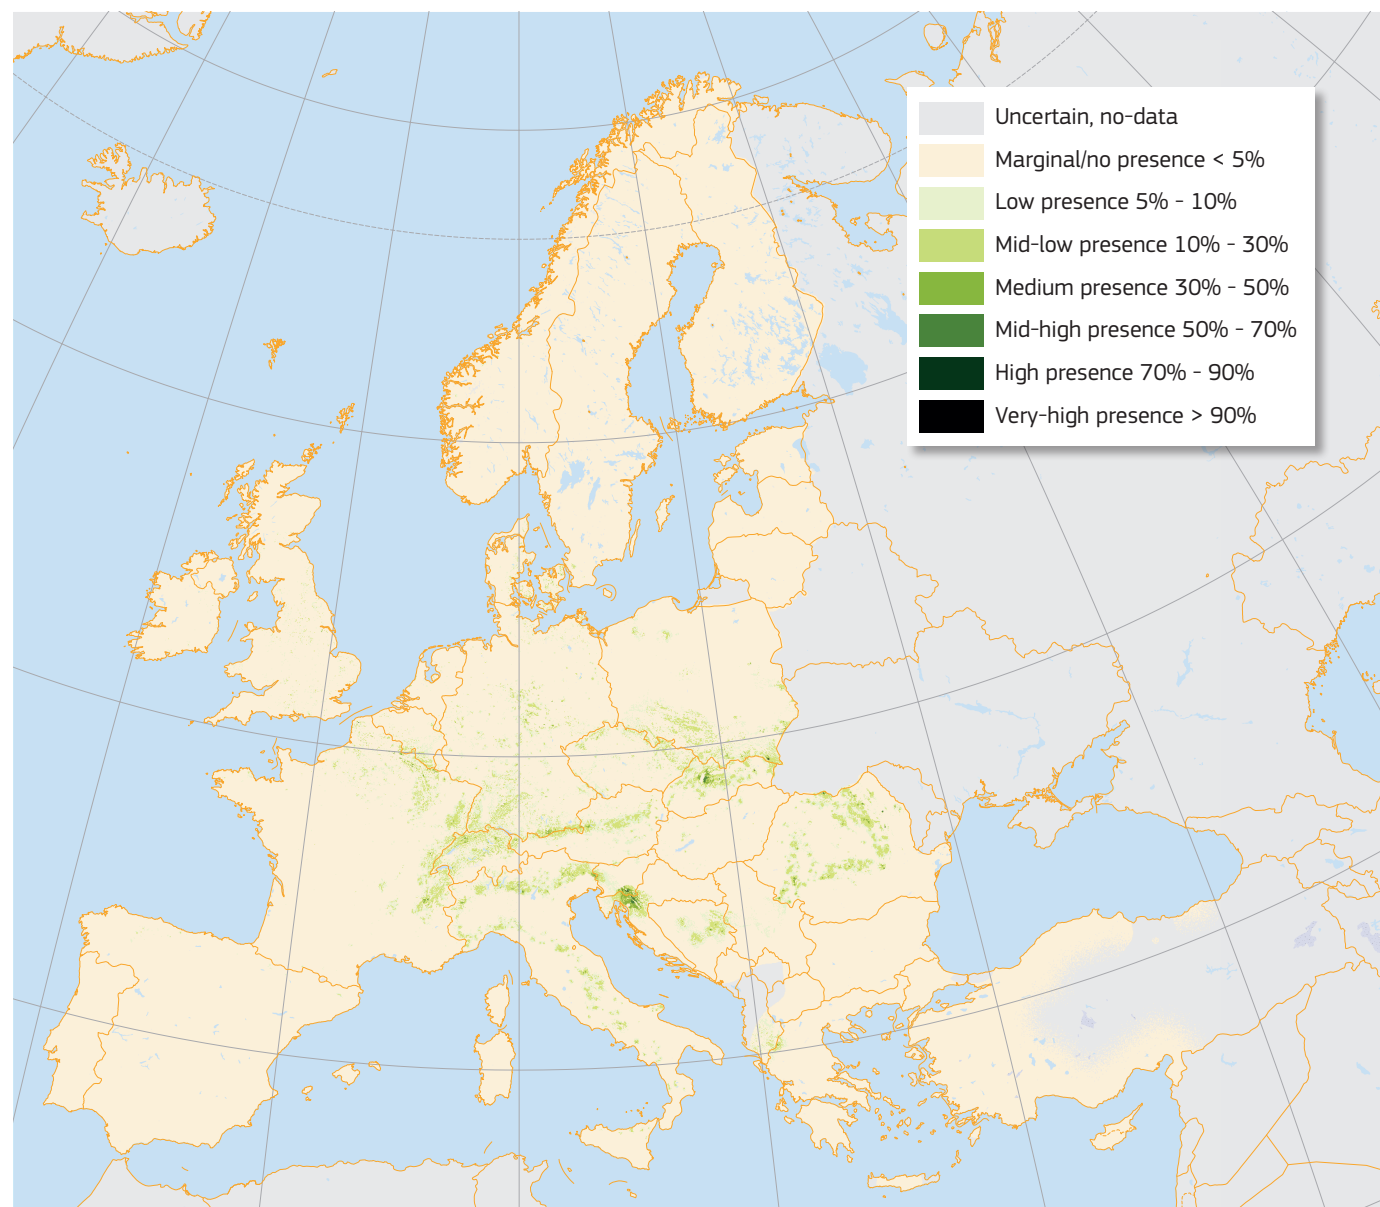 Uncertain, no-data
Marginal/no presence < 5%
Low presence 5% - 10%
Mid-low presence 10% - 30%
Medium presence 30% - 50%
Mid-high presence 50% - 70%
High presence 70% - 90%
Very-high presence > 90%